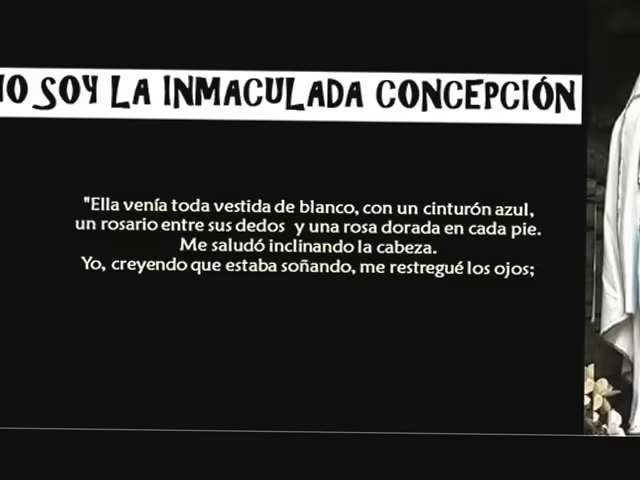 YO SOY LA INMACULADA CONCEPCIÓN
"Ella venía toda vestida de blanco, con un cinturón azul,
un rosario entre sus dedos y una rosa dorada en cada pie.
Me saludó inclinando la cabeza.
Yo, creyendo que estaba soñando, me restregué los ojos;